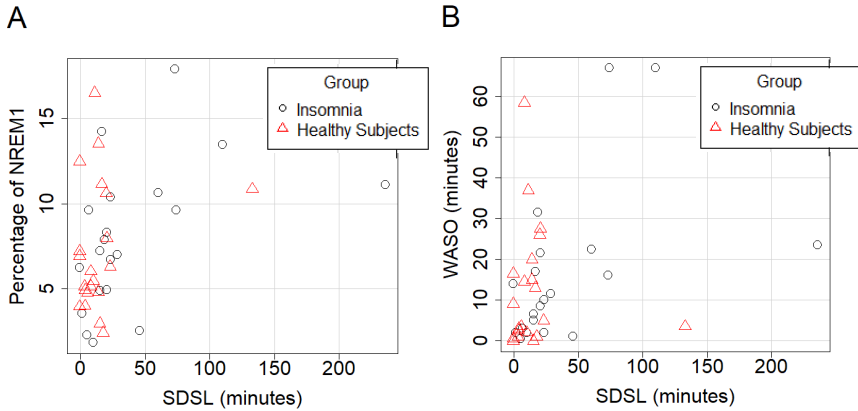 A
Percentage of NREM1
15
10
5
0
50
100
150
200
SDSL (minutes)
Group
Insomnia
Healthy Subjects
B
WASO (minutes)
60
50
40
30
20
10
0
0
50
100
150
200
SDSL (minutes)
Group
Insomnia
Healthy Subjects